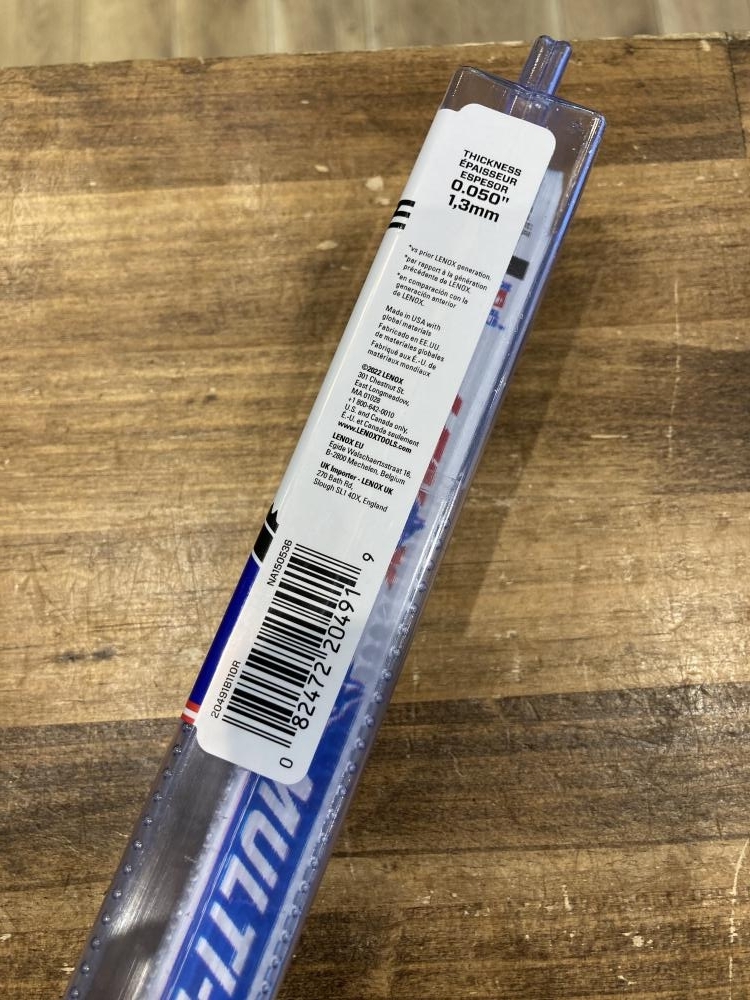 THICKNESS
ÉPAISSEUR
ESPESOR
0.050"
1,3mm
*vs prior LENOX generation.
*par rapport à la génération
précédente de LENOX.
*en comparación con la
generación anterior
de LENOX.
Made in USA with
global materials
Fabricado en EE.UU.
de materiales globales
Fabriqué aux É.-U. de
matériaux mondiaux
©2022 LENOX
301 Chestnut St.
East Longmeadow,
MA 01028
+1 800-642-0010
U.S. and Canada only.
É.-U. et Canada seulement
www.LENOXTOOLS.com
LENOX EU
Egide Walschaertsstraat 16,
B-2800 Mechelen, Belgium
UK Importer - LENOX UK
270 Bath Rd,
Slough SL1 4DX, England
NA150536
20491B110R
0 82472 20491 9
MULTI-